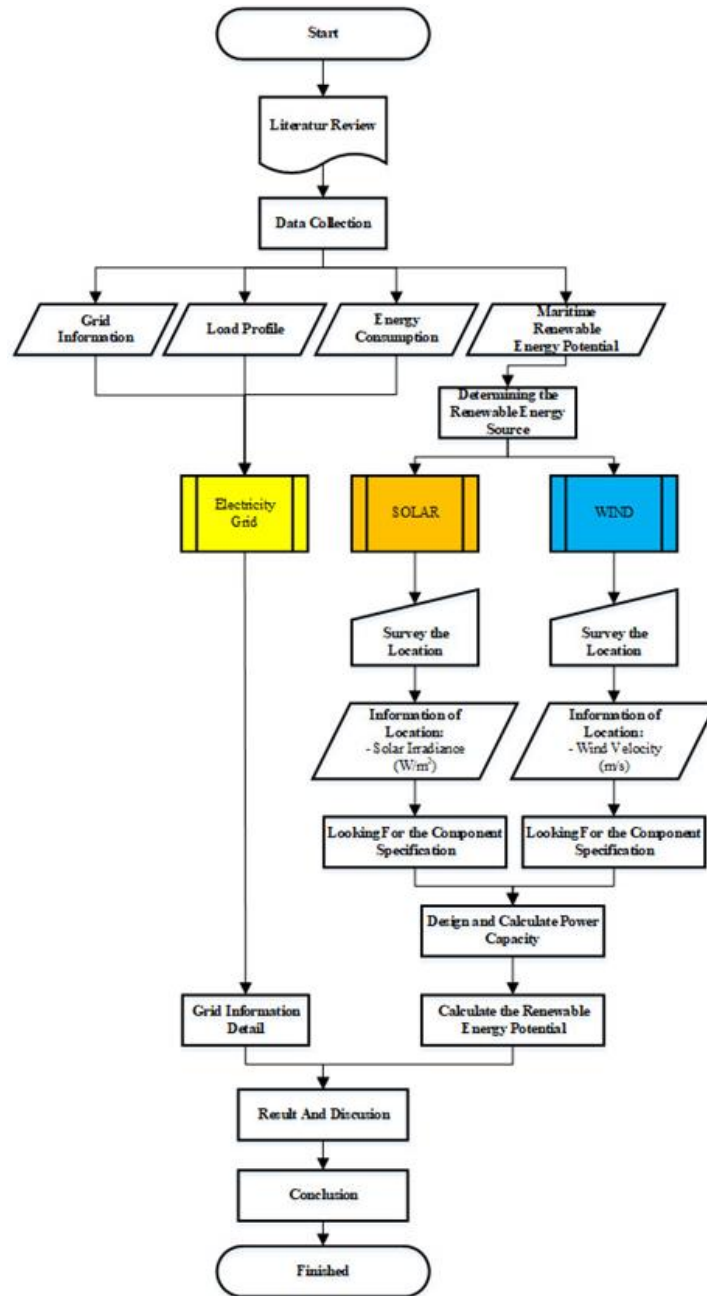 Start
Literatur Review
Data Collection
Grid
Information
Load Profile
Energy
Consumption
Maritime
Renewable
Energy Potential
Determining the
Renewable Energy
Source
Electricity
Grid
SOLAR
WIND
Survey the
Location
Survey the
Location
Information of
Location:
- Solar Irradiance
(W/m²)
Information of
Location:
- Wind Velocity
(m/s)
Looking For the Component
Specification
Looking For the Component
Specification
Design and Calculate Power
Capacity
Grid Information
Detail
Calculate the Renewable
Energy Potential
Result And Discusion
Conclusion
Finished